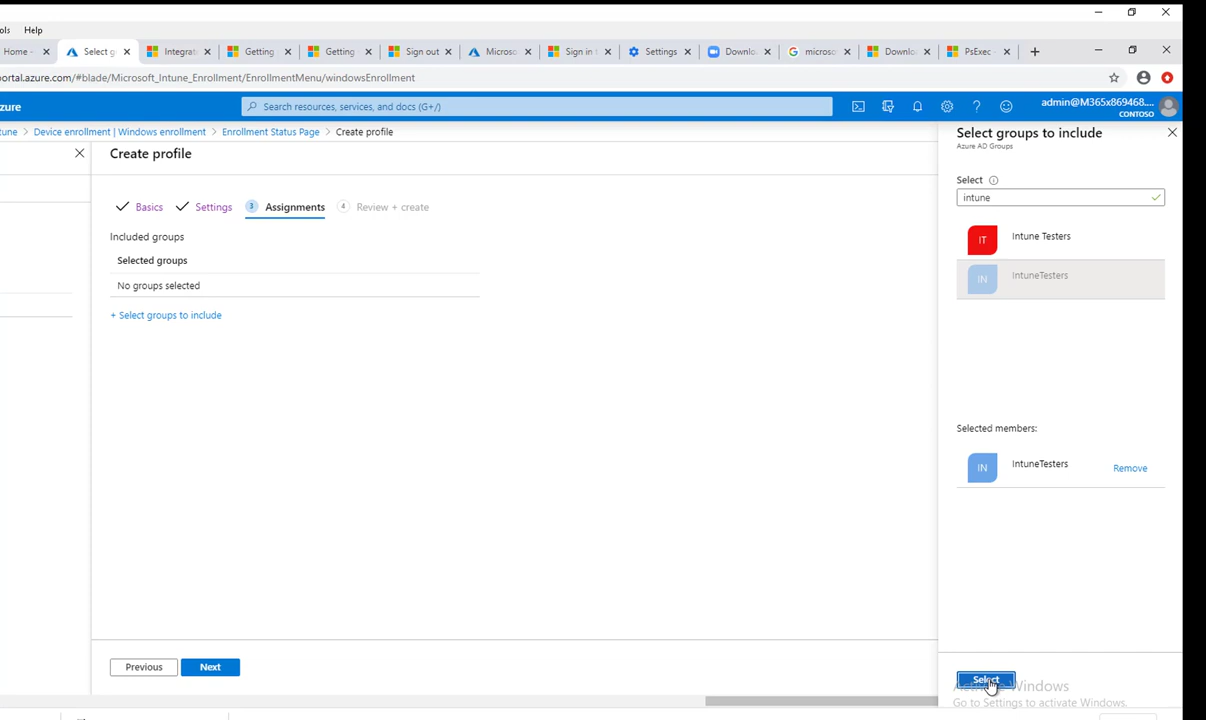 ols Help
Home - Select g Integrat Getting Getting Sign out Microso Sign in t Settings Downlo micros Downlo PsExec -
portal.azure.com/#blade/Microsoft_Intune_Enrollment/EnrollmentMenu/windowsEnrollment
zure Search resources, services, and docs (G+/) admin@M365x869468....
CONTOSO
tune > Device enrollment | Windows enrollment > Enrollment Status Page > Create profile
Create profile
Basics Settings 3 Assignments 4 Review + create
Included groups
Selected groups
No groups selected
+ Select groups to include
Previous Next
Select groups to include
Azure AD Groups
Select
intune
IT Intune Testers
IN IntuneTesters
Selected members:
IN IntuneTesters Remove
Select
Activate Windows
Go to Settings to activate Windows.